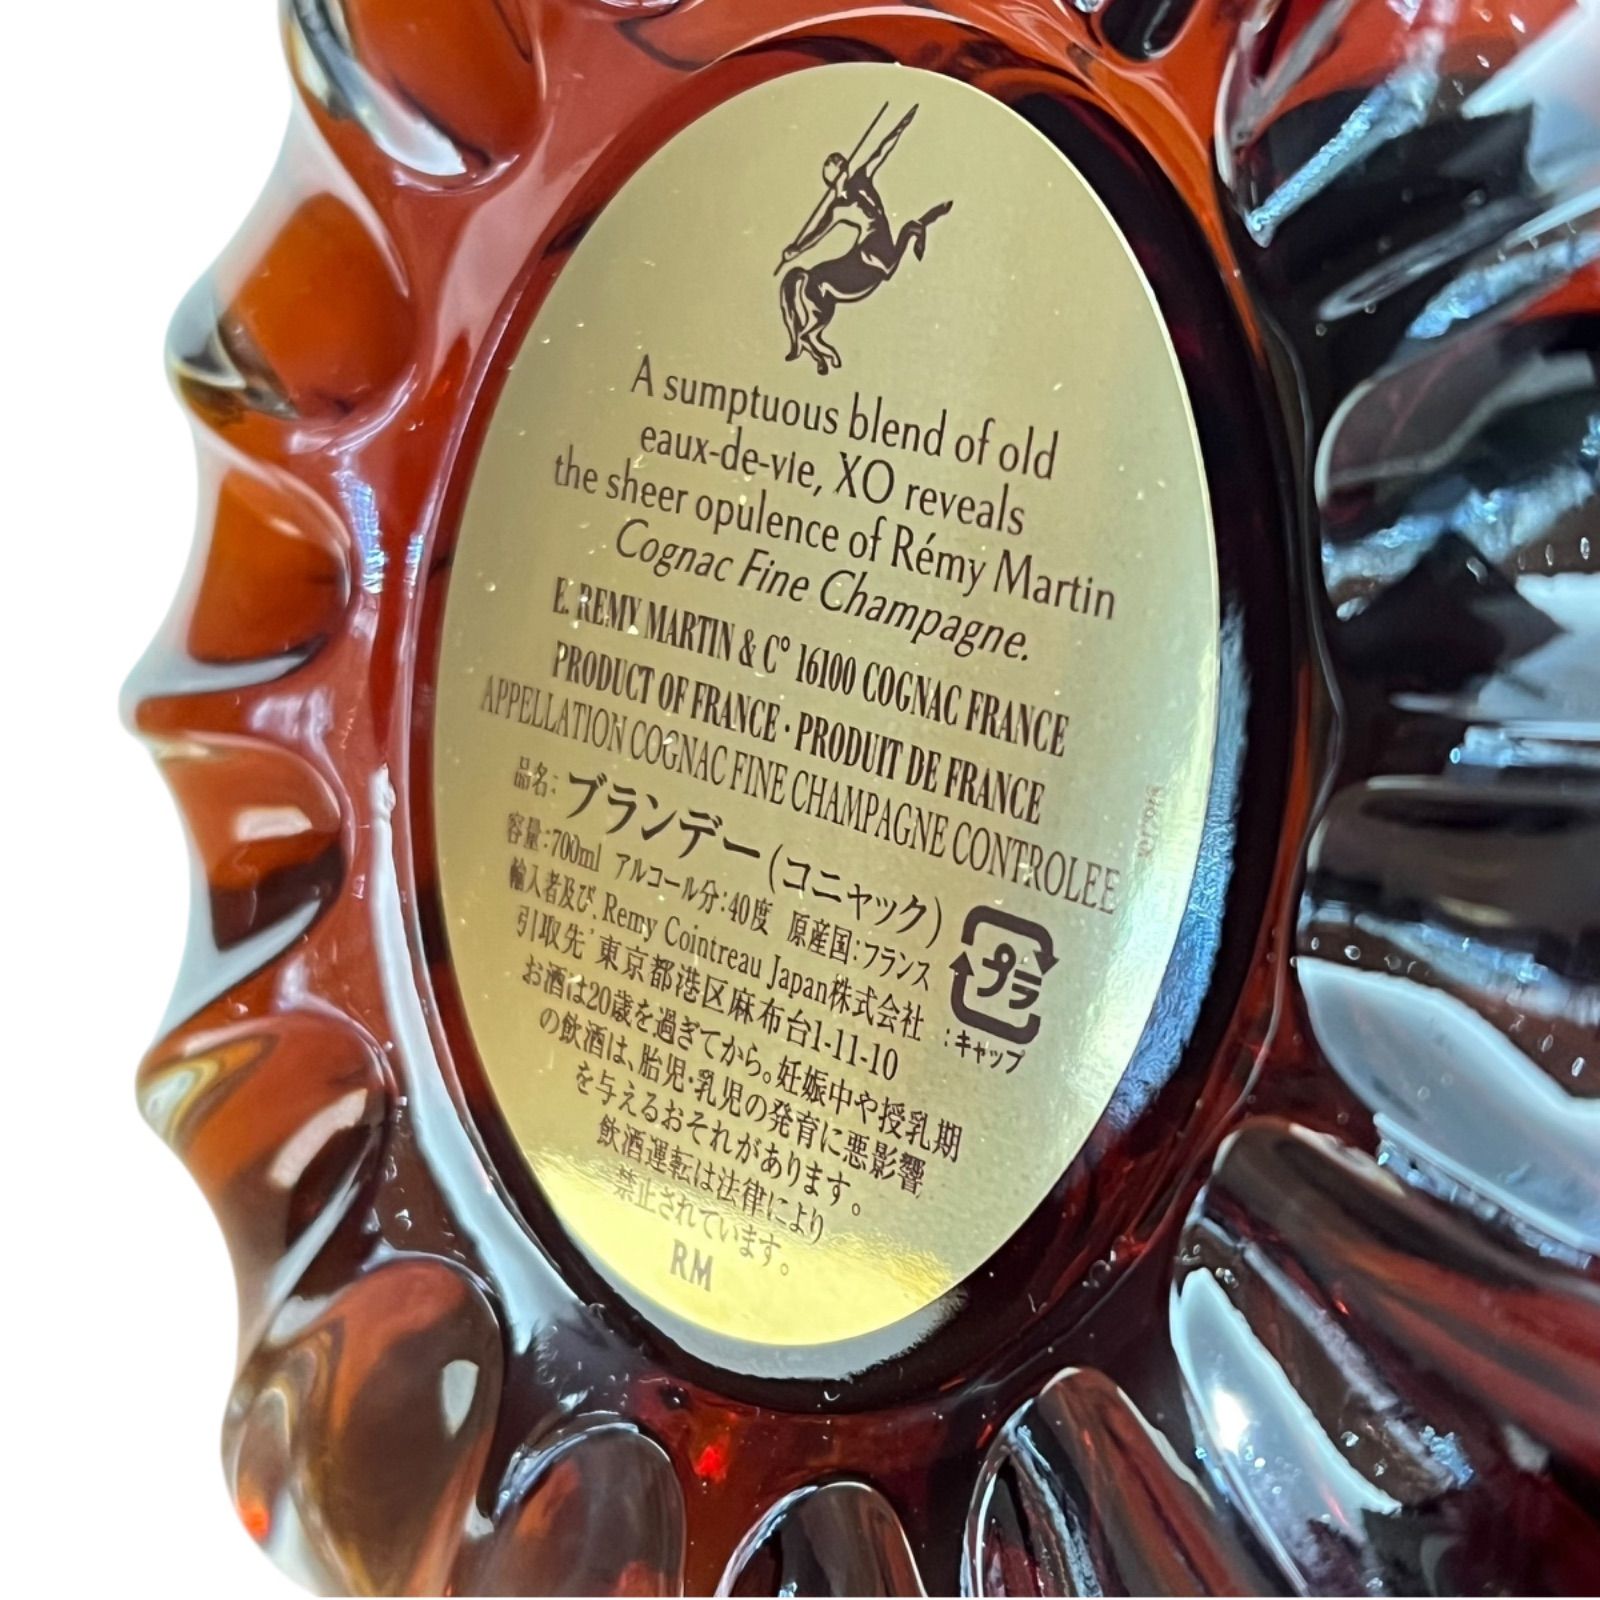 A sumptuous blend of old
eaux-de-vie, XO reveals
the sheer opulence of Rémy Martin
Cognac Fine Champagne.
E. REMY MARTIN & C° 16100 COGNAC FRANCE
PRODUCT OF FRANCE · PRODUIT DE FRANCE
APPELLATION COGNAC FINE CHAMPAGNE CONTROLEE
品名: ブランデー(コニャック)
容量:700ml アルコール分:40度 原産国:フランス
輸入者及び、Remy Cointreau Japan株式会社
引取先 東京都港区麻布台1-11-10
プラ
:キャップ
お酒は20歳を過ぎてから。妊娠中や授乳期
の飲酒は、胎児・乳児の発育に悪影響
を与えるおそれがあります。
飲酒運転は法律により
禁止されています。
RM